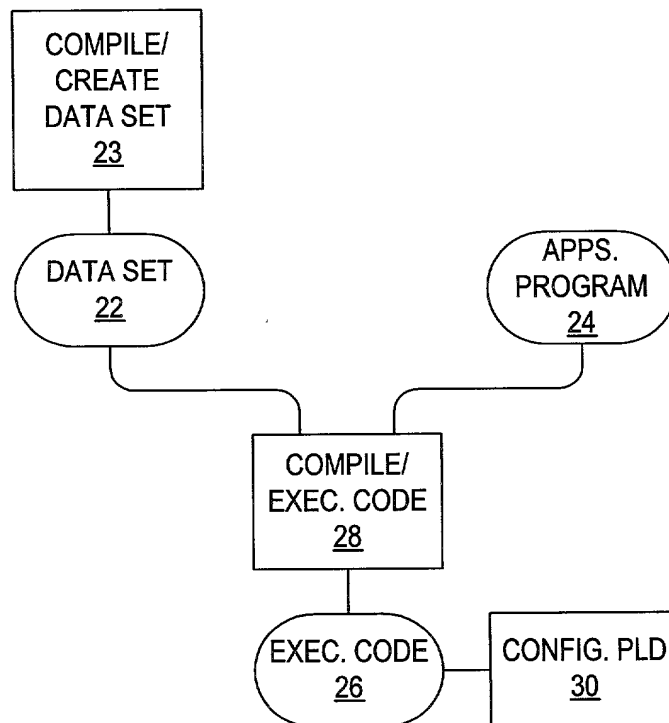 COMPILE/
CREATE
DATA SET
23
DATA SET
22
APPS.
PROGRAM
24
COMPILE/
EXEC. CODE
28
EXEC. CODE
26
CONFIG. PLD
30